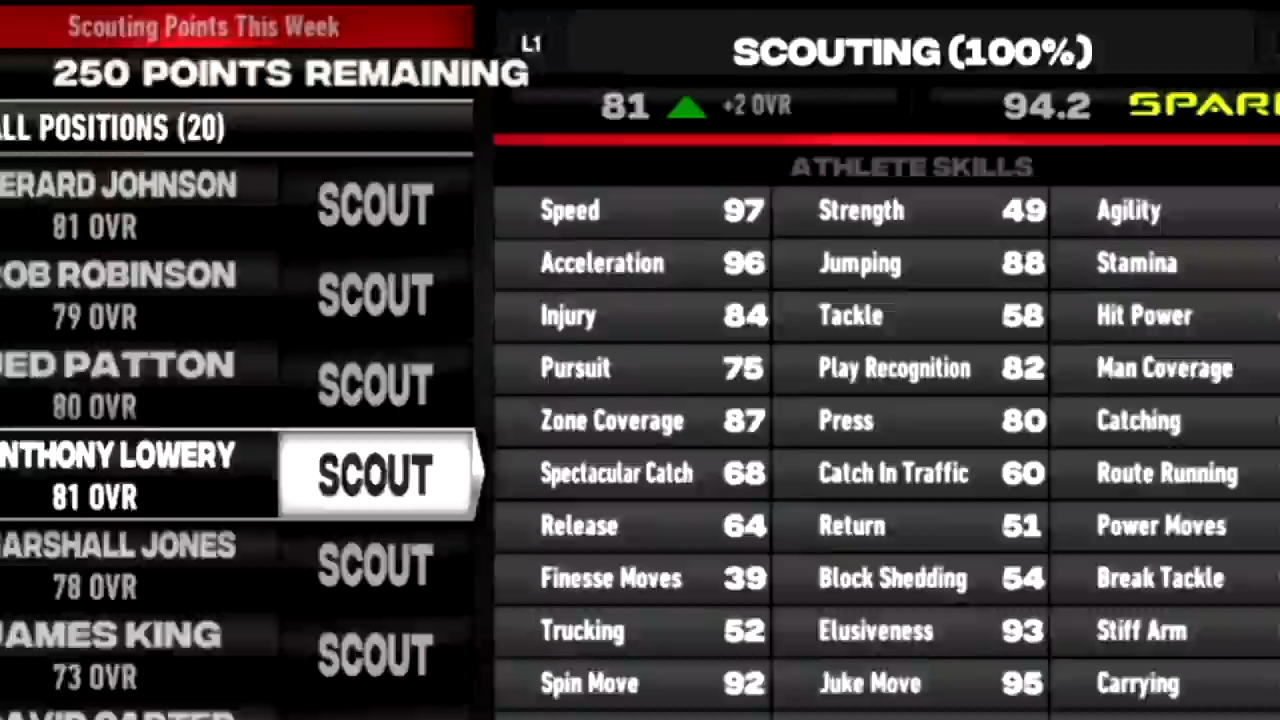 Scouting Points This Week
250 POINTS REMAINING
ALL POSITIONS (20)
ERARD JOHNSON
81 OVR
SCOUT
OB ROBINSON
79 OVR
SCOUT
JED PATTON
80 OVR
SCOUT
NTHONY LOWERY
81 OVR
SCOUT
ARSHALL JONES
78 OVR
SCOUT
JAMES KING
73 OVR
SCOUT
L1
SCOUTING (100%)
81 +2 OVR 94.2 SPAR
ATHLETE SKILLS
Speed 97 Strength 49 Agility
Acceleration 96 Jumping 88 Stamina
Injury 84 Tackle 58 Hit Power
Pursuit 75 Play Recognition 82 Man Coverage
Zone Coverage 87 Press 80 Catching
Spectacular Catch 68 Catch In Traffic 60 Route Running
Release 64 Return 51 Power Moves
Finesse Moves 39 Block Shedding 54 Break Tackle
Trucking 52 Elusiveness 93 Stiff Arm
Spin Move 92 Juke Move 95 Carrying